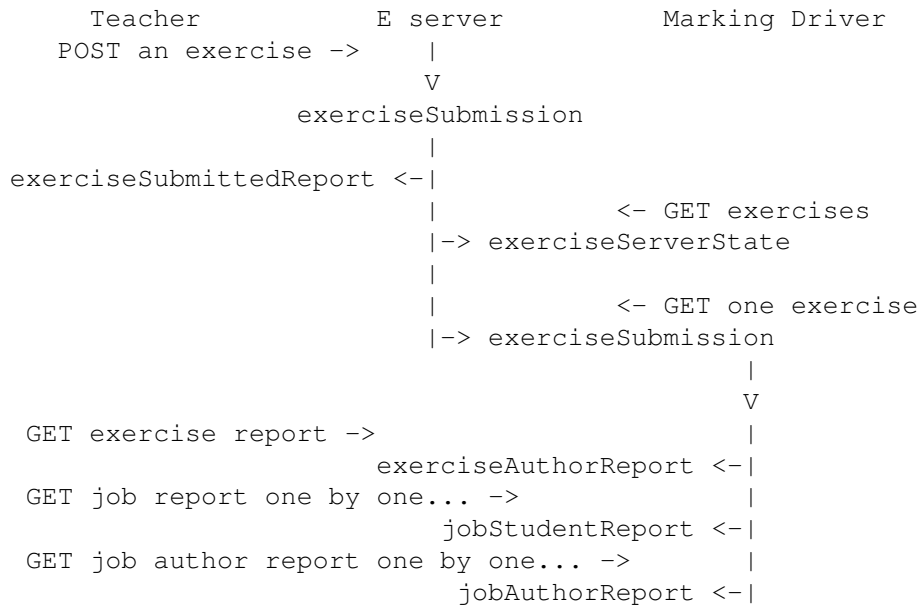 Teacher E server Marking Driver
POST an exercise -> |
V
exerciseSubmission
|
exerciseSubmittedReport <-|
| <- GET exercises
|-> exerciseServerState
|
| <- GET one exercise
|-> exerciseSubmission
|
V
GET exercise report -> |
exerciseAuthorReport <-|
GET job report one by one... -> |
jobStudentReport <-|
GET job author report one by one... -> |
jobAuthorReport <-|